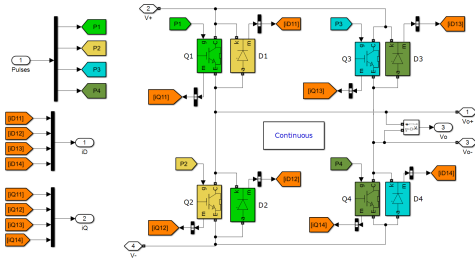 P1
P2
P3
P4
1
Pulses
[iD11]
[iD12]
[iD13]
[iD14]
1
iD
[iQ11]
[iQ12]
[iQ13]
[iQ14]
2
iQ
2
V+
P1
[iD11]
Q1
D1
[iQ11]
P3
[iD13]
Q3
D3
[iQ13]
Continuous
1
Vo+
3
Vo
3
Vo-
P2
[iD12]
Q2
D2
[iQ12]
P4
[iD14]
Q4
D4
[iQ14]
4
V-